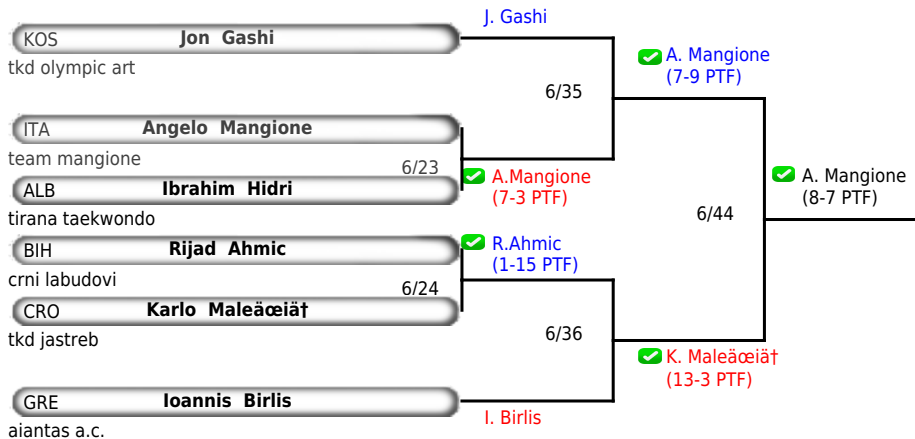 J. Gashi
KOS Jon Gashi
tkd olympic art
A. Mangione
(7-9 PTF)
6/35
ITA Angelo Mangione
team mangione
6/23
A.Mangione
(7-3 PTF)
ALB Ibrahim Hidri
tirana taekwondo
A. Mangione
(8-7 PTF)
6/44
BIH Rijad Ahmic
crni labudovi
R.Ahmic
(1-15 PTF)
6/24
CRO Karlo Maleäœiä†
tkd jastreb
6/36
K. Maleäœiä†
(13-3 PTF)
GRE Ioannis Birlis
aiantas a.c.
I. Birlis